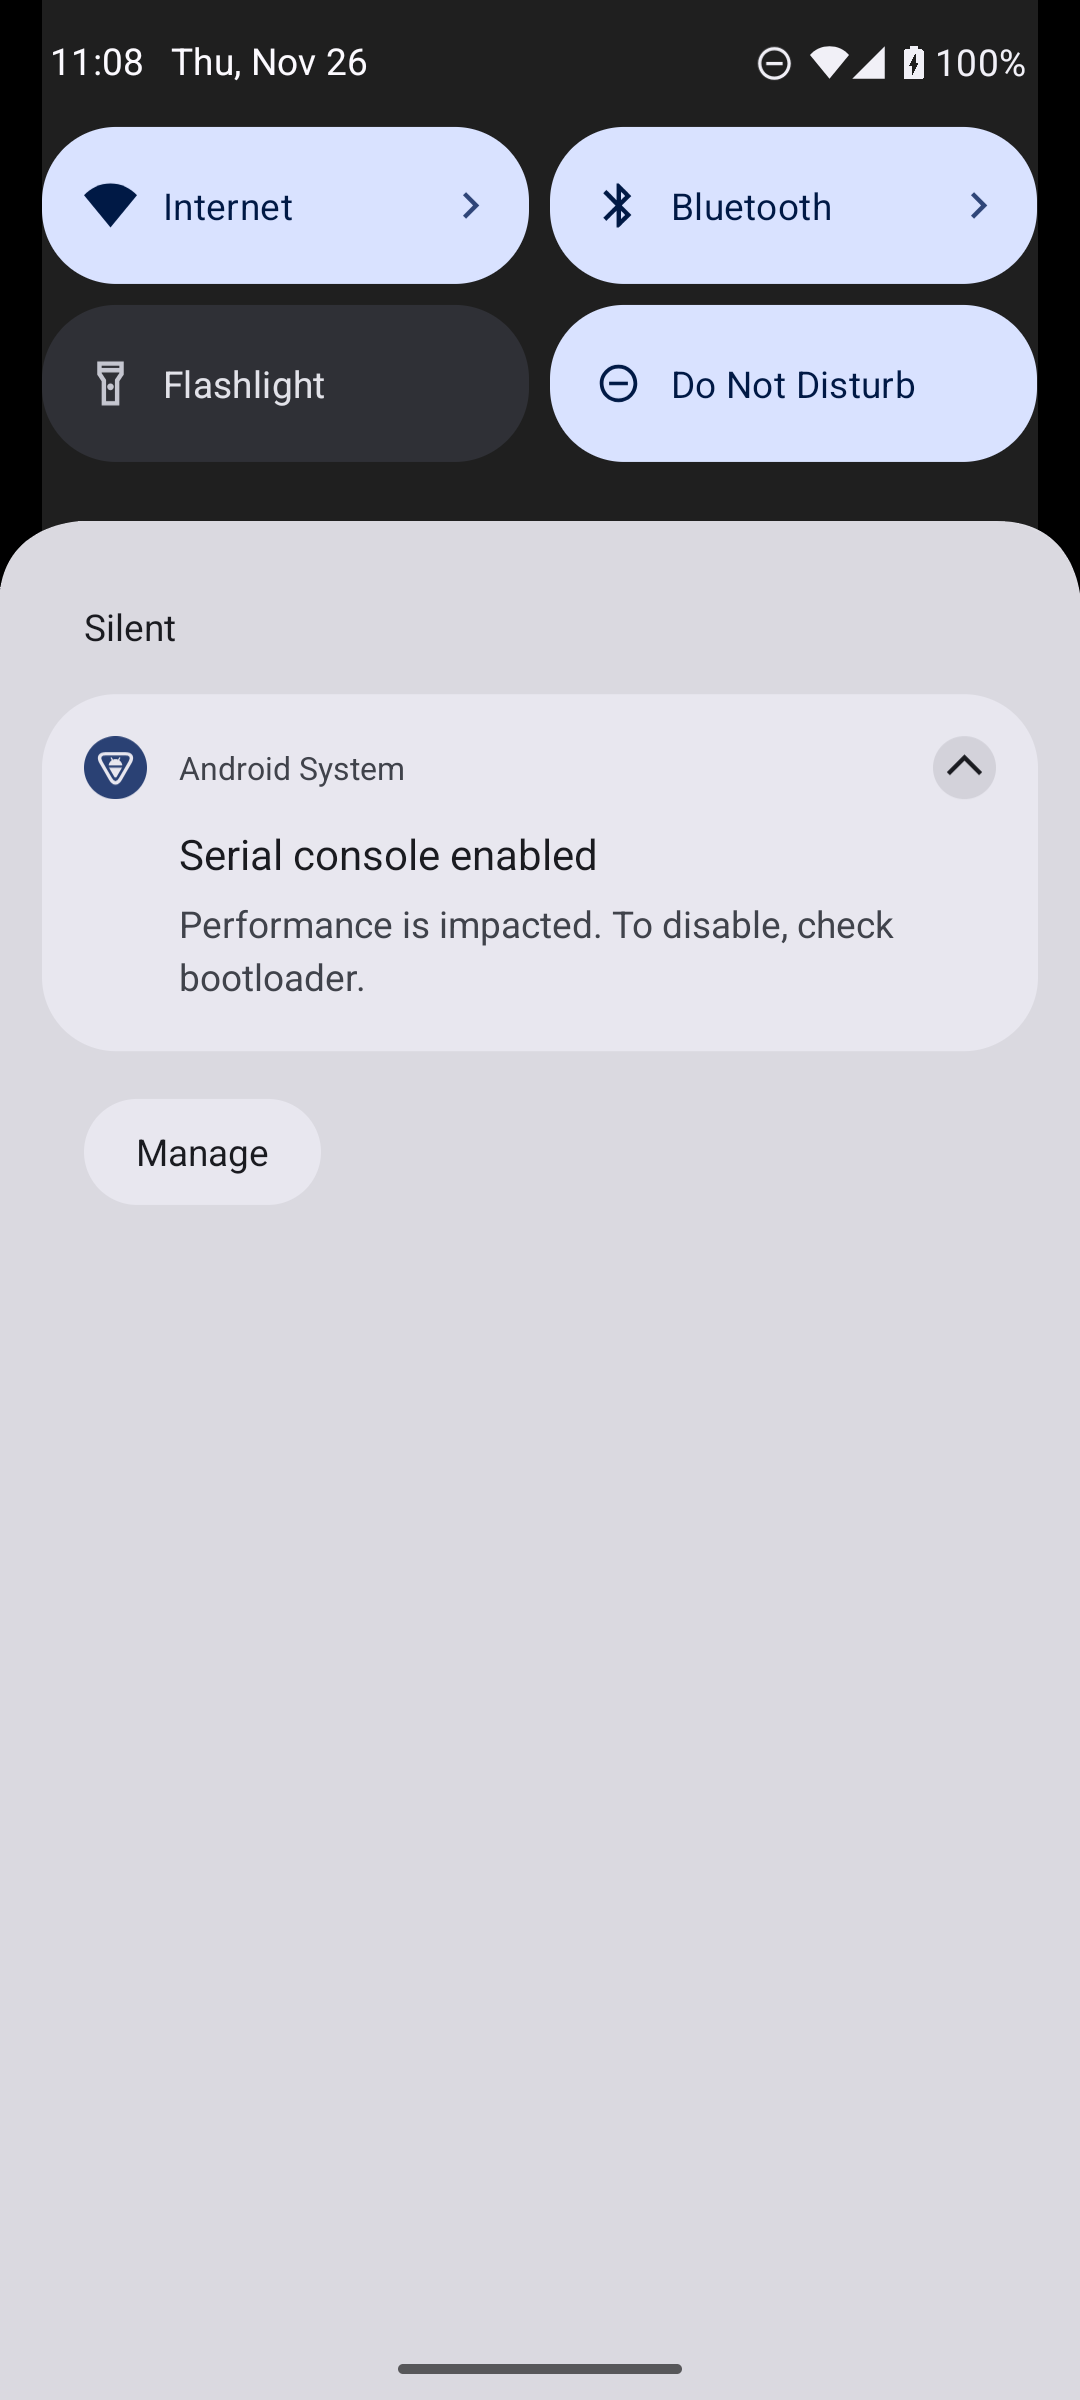 11:08 Thu, Nov 26 100%
Internet
Bluetooth
Flashlight
Do Not Disturb
Silent
Android System
Serial console enabled
Performance is impacted. To disable, check
bootloader.
Manage